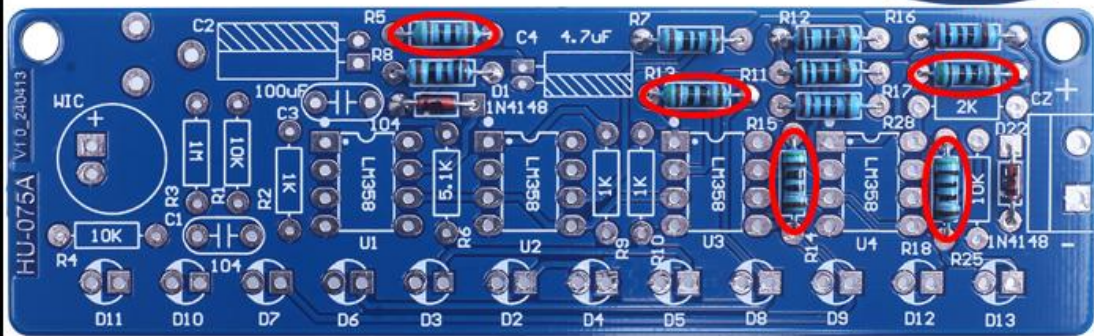 C2
R5
C4
4.7uF
R7
R12
R16
R8
D1
R13
R11
R17
CZ
+
100uF
1N4148
2K
V1.0_240413
WIC
+
C3
104
R15
R28
D22
1M
10K
1K
LM358
5.1K
LM358
1K
1K
LM358
LM358
10K
R3
R1
R2
C1
R4
10K
104
U1
R6
U2
R9
R10
U3
R14
U4
R18
R25
1N4148
-
HU-075A
D11
D10
D7
D6
D3
D2
D4
D5
D8
D9
D12
D13